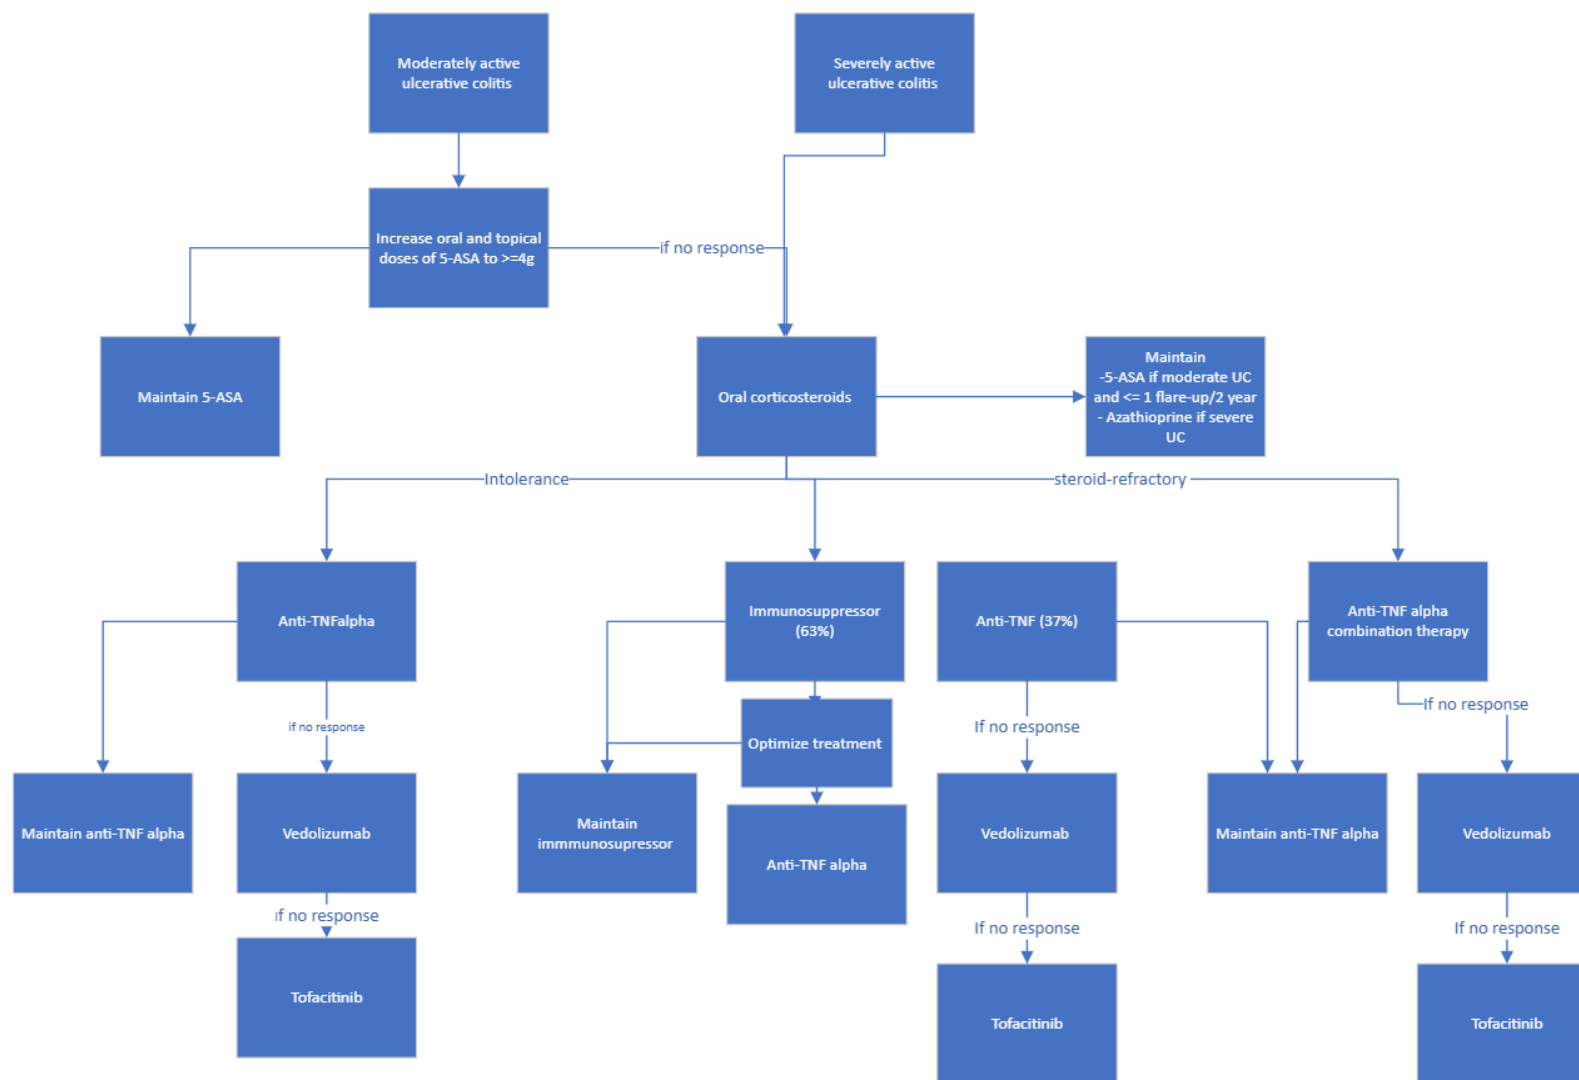 Moderately active
ulcerative colitis
Severely active
ulcerative colitis
Increase oral and topical
doses of 5-ASA to >=4g
if no response
Maintain 5-ASA
Oral corticosteroids
Maintain
-5-ASA if moderate UC
and <= 1 flare-up/2 year
- Azathioprine if severe
UC
Intolerance
steroid-refractory
Anti-TNFalpha
Immunosuppressor
(63%)
Anti-TNF (37%)
Anti-TNF alpha
combination therapy
if no response
Optimize treatment
If no response
If no response
Maintain anti-TNF alpha
Vedolizumab
Maintain
immmunosupressor
Anti-TNF alpha
Vedolizumab
Maintain anti-TNF alpha
Vedolizumab
if no response
If no response
If no response
Tofacitinib
Tofacitinib
Tofacitinib